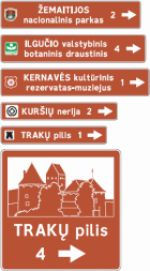 ŽEMAITIJOS
nacionalinis parkas 2
ILGUČIO valstybinis
botaninis draustinis 4
KERNAVĖS kultūrinis
rezervatas-muziejus 1
KURŠIŲ nerija 2
TRAKŲ pilis 1
TRAKŲ pilis
4